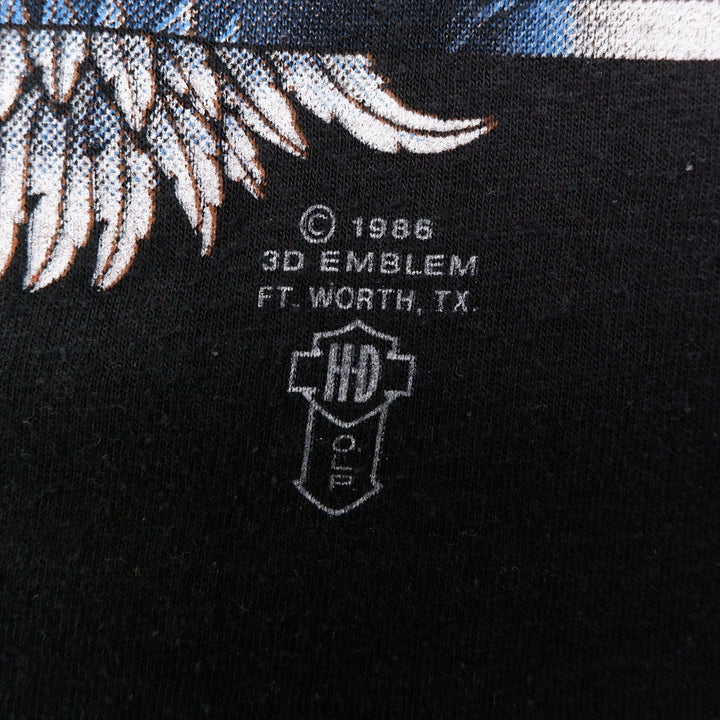 © 1986
3D EMBLEM
FT. WORTH, TX.
H-D